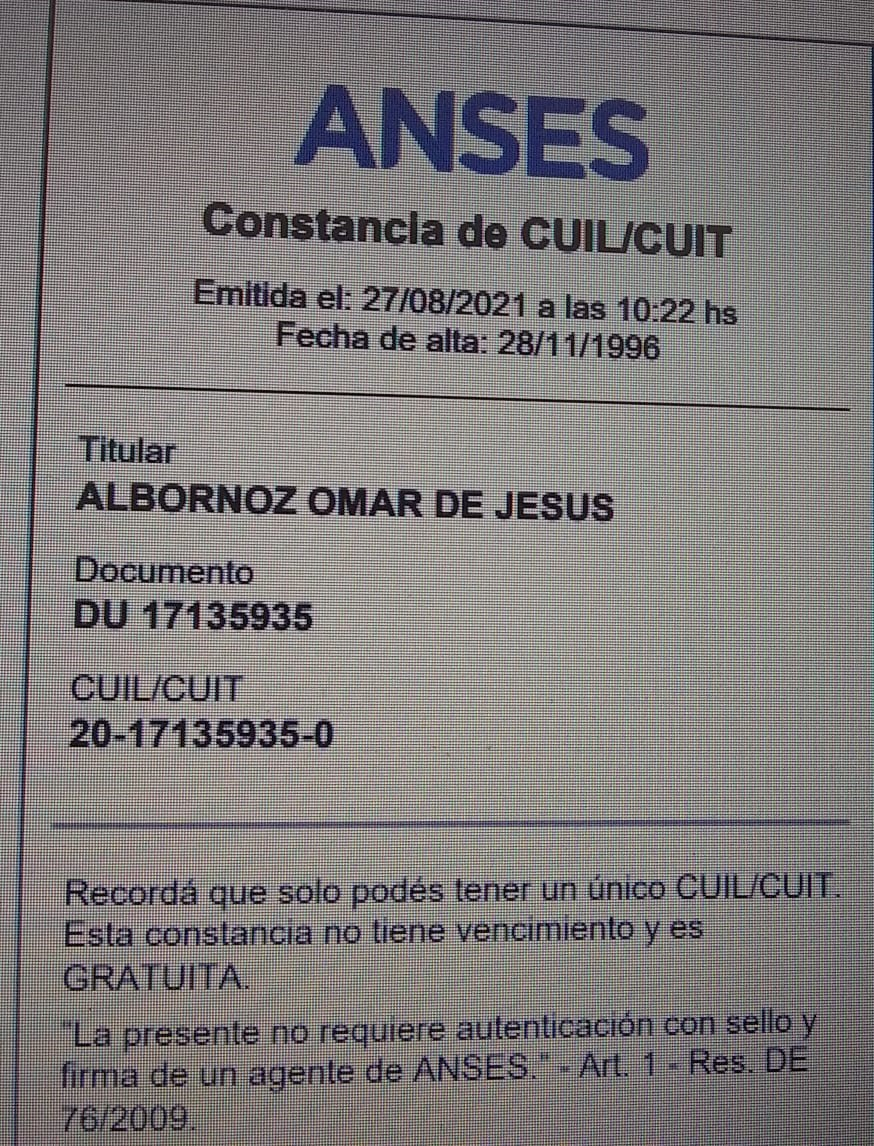 ANSES
Constancia de CUIL/CUIT
Emitida el: 27/08/2021 a las 10:22 hs
Fecha de alta: 28/11/1996
Titular
ALBORNOZ OMAR DE JESUS
Documento
DU 17135935
CUIL/CUIT
20-17135935-0
Recordá que solo podés tener un único CUIL/CUIT.
Esta constancia no tiene vencimiento y es
GRATUITA.
"La presente no requiere autenticación con sello y
firma de un agente de ANSES." - Art. 1 - Res. DE
76/2009.